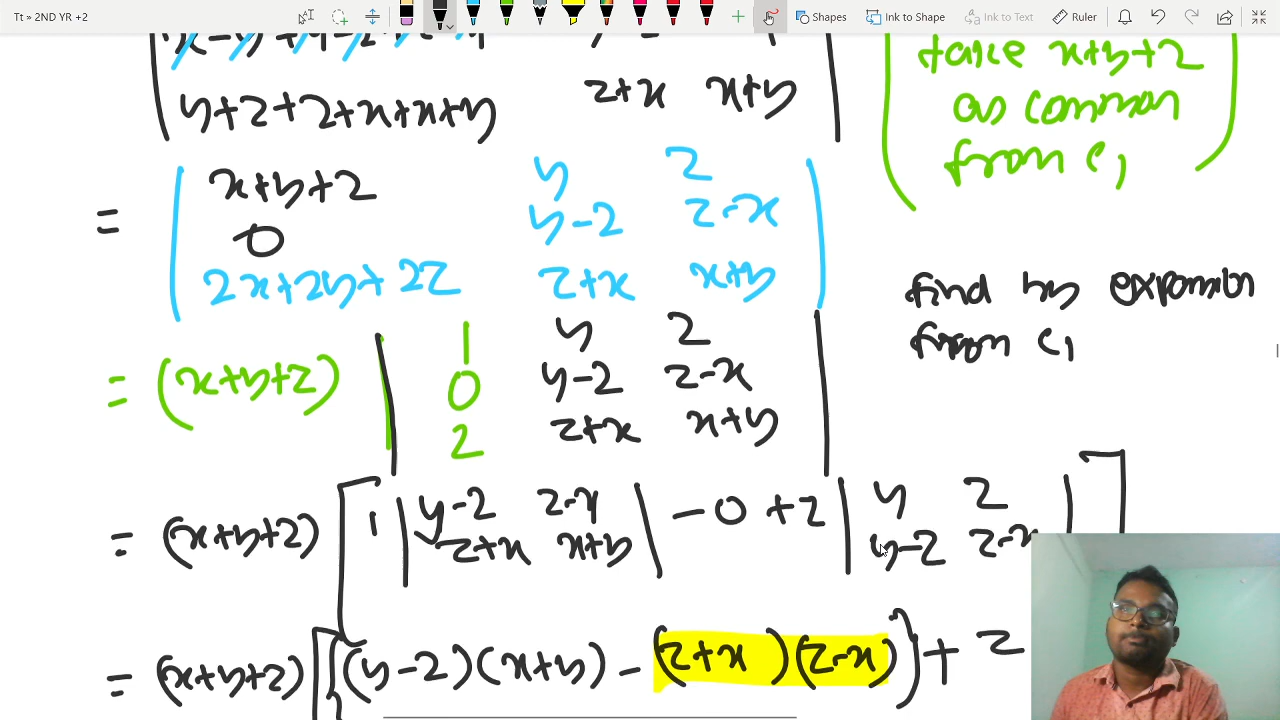 Tt » 2ND YR +2
Shapes Ink to Shape Ink to Text Ruler
y+z+z+x+x+y z+x x+y
take x+y+z
as common
from c1
= | x+y+z y z
0 y-z z-x
2x+2y+2z z+x x+y |
find by expansion
from c1
= (x+y+z) | 1 y z
0 y-z z-x
2 z+x x+y |
= (x+y+z) [ 1 | y-z z-x | - 0 + 2 | y z | ]
z+x x+y y-z z-x
= (x+y+z) [{(y-z)(x+y) - (z+x)(z-x)} + 2